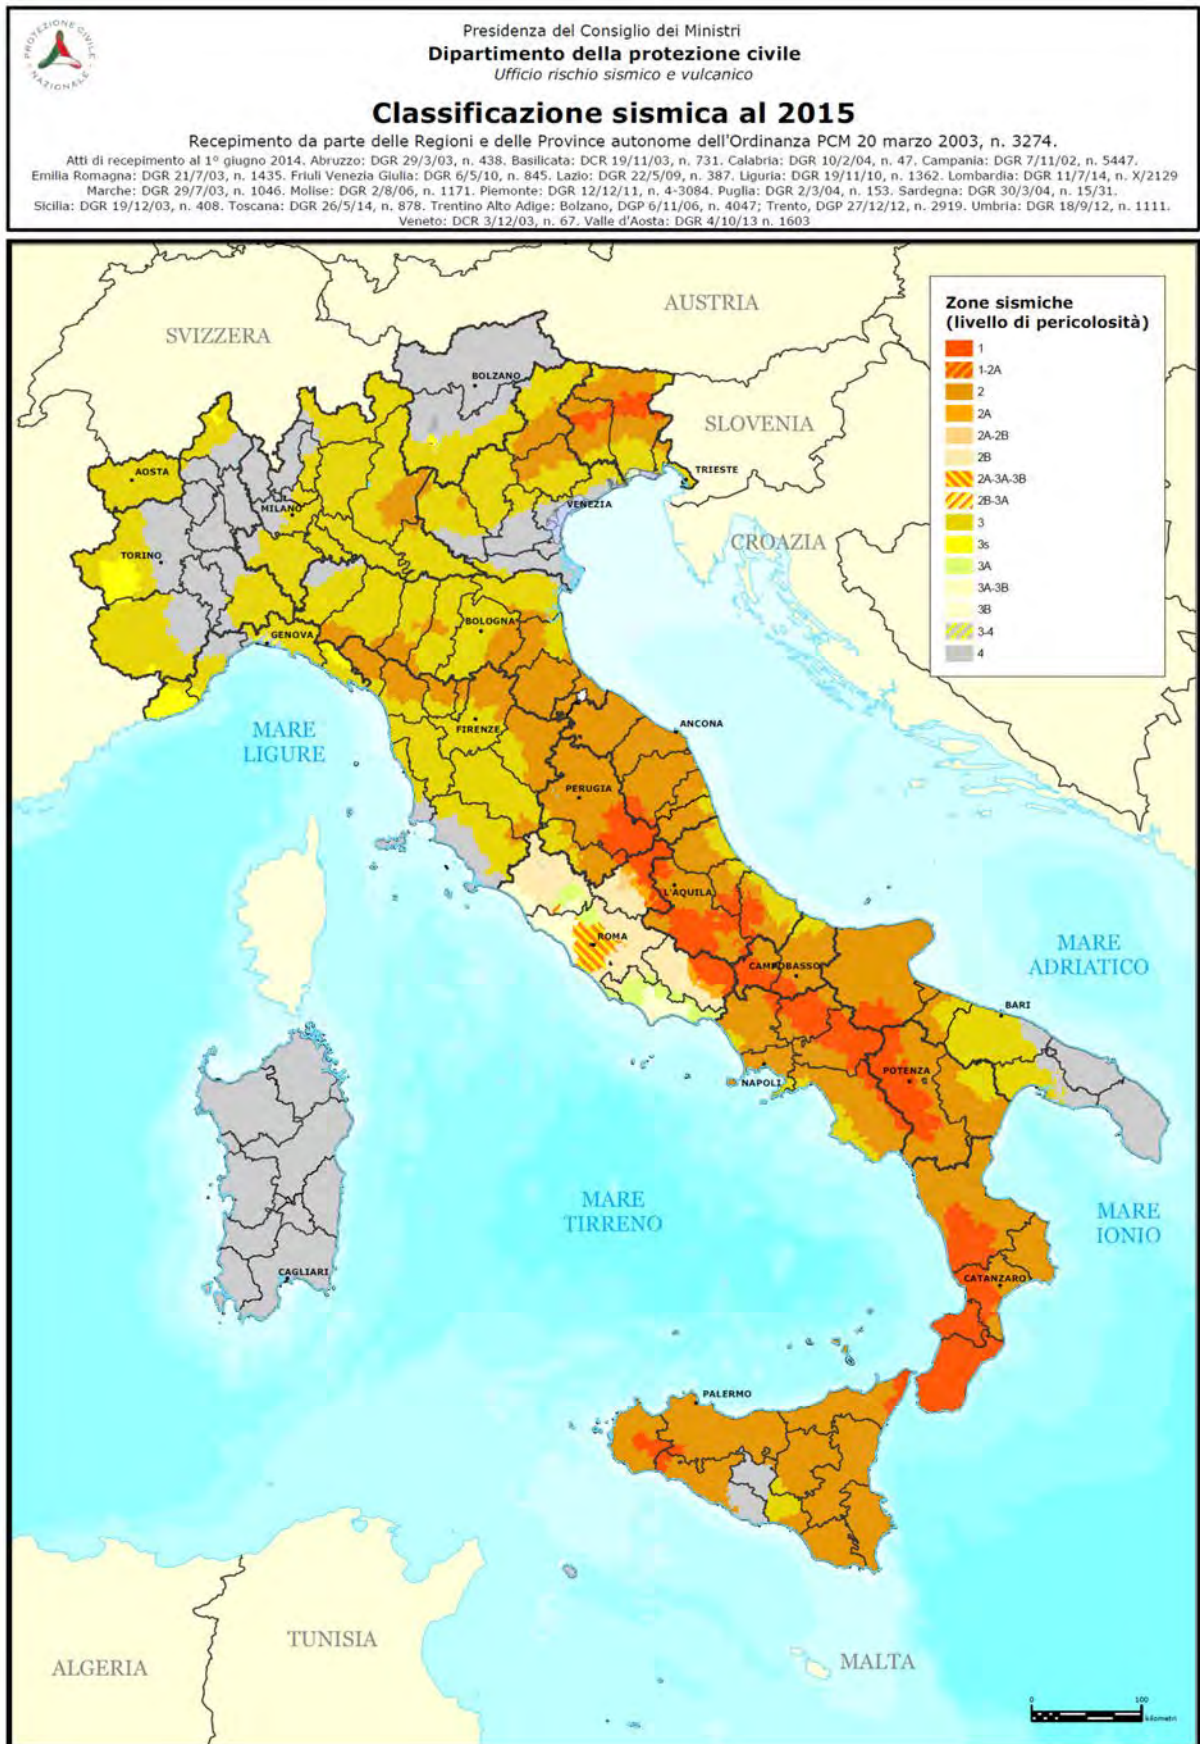 PROTEZIONE CIVILE
NAZIONALE
Presidenza del Consiglio dei Ministri
Dipartimento della protezione civile
Ufficio rischio sismico e vulcanico
Classificazione sismica al 2015
Recepimento da parte delle Regioni e delle Province autonome dell'Ordinanza PCM 20 marzo 2003, n. 3274.
Atti di recepimento al 1° giugno 2014. Abruzzo: DGR 29/3/03, n. 438. Basilicata: DCR 19/11/03, n. 731. Calabria: DGR 10/2/04, n. 47. Campania: DGR 7/11/02, n. 5447.
Emilia Romagna: DGR 21/7/03, n. 1435. Friuli Venezia Giulia: DGR 6/5/10, n. 845. Lazio: DGR 22/5/09, n. 387. Liguria: DGR 19/11/10, n. 1362. Lombardia: DGR 11/7/14, n. X/2129
Marche: DGR 29/7/03, n. 1046. Molise: DGR 2/8/06, n. 1171. Piemonte: DGR 12/12/11, n. 4-3084. Puglia: DGR 2/3/04, n. 153. Sardegna: DGR 30/3/04, n. 15/31.
Sicilia: DGR 19/12/03, n. 408. Toscana: DGR 26/5/14, n. 878. Trentino Alto Adige: Bolzano, DGP 6/11/06, n. 4047; Trento, DGP 27/12/12, n. 2919. Umbria: DGR 18/9/12, n. 1111.
Veneto: DCR 3/12/03, n. 67. Valle d'Aosta: DGR 4/10/13 n. 1603
Zone sismiche
(livello di pericolosità)
1
1-2A
2
2A
2A-2B
2B
2A-3A-3B
2B-3A
3
3s
3A
3A-3B
3B
3-4
4
AUSTRIA
SVIZZERA
BOLZANO
SLOVENIA
AOSTA
TRIESTE
MILANO
VENEZIA
CROAZIA
TORINO
BOLOGNA
GENOVA
MARE
LIGURE
FIRENZE
ANCONA
PERUGIA
L'AQUILA
ROMA
MARE
ADRIATICO
CAMPOBASSO
BARI
NAPOLI
POTENZA
MARE
TIRRENO
MARE
IONIO
CAGLIARI
CATANZARO
PALERMO
TUNISIA
ALGERIA
MALTA
0
100
kilometri